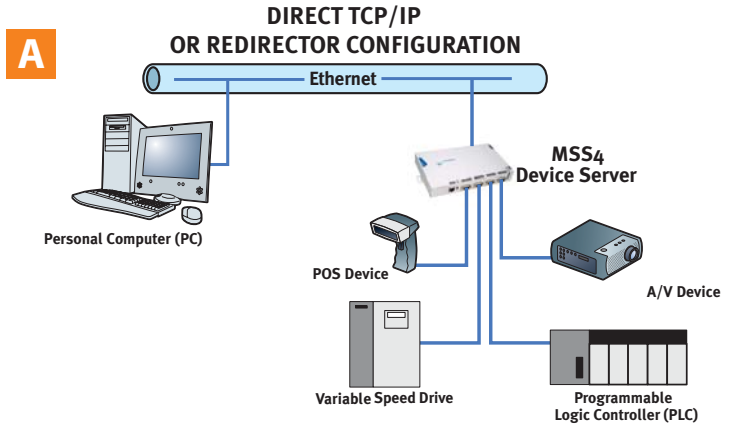 A
DIRECT TCP/IP
OR REDIRECTOR CONFIGURATION
Ethernet
MSS4
Device Server
Personal Computer (PC)
POS Device
A/V Device
Variable Speed Drive
Programmable
Logic Controller (PLC)